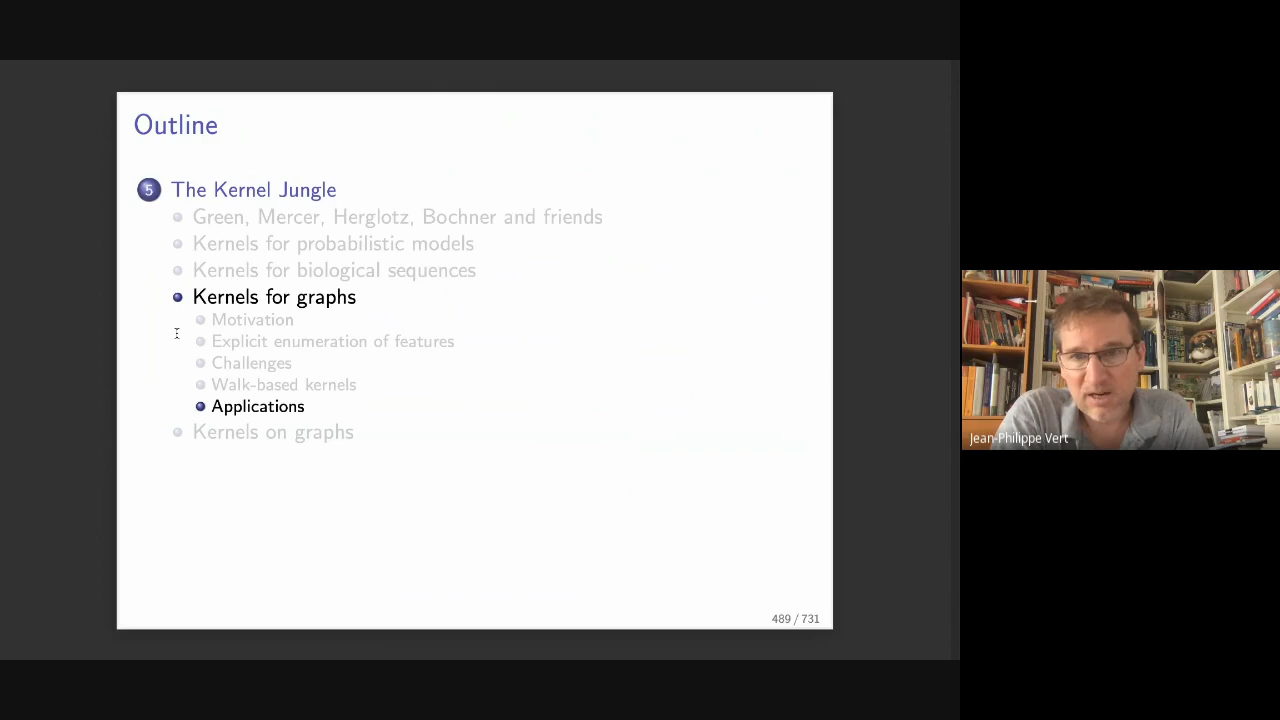 Outline
5 The Kernel Jungle
Green, Mercer, Herglotz, Bochner and friends
Kernels for probabilistic models
Kernels for biological sequences
Kernels for graphs
Motivation
Explicit enumeration of features
Challenges
Walk-based kernels
Applications
Kernels on graphs
489 / 731
Jean-Philippe Vert